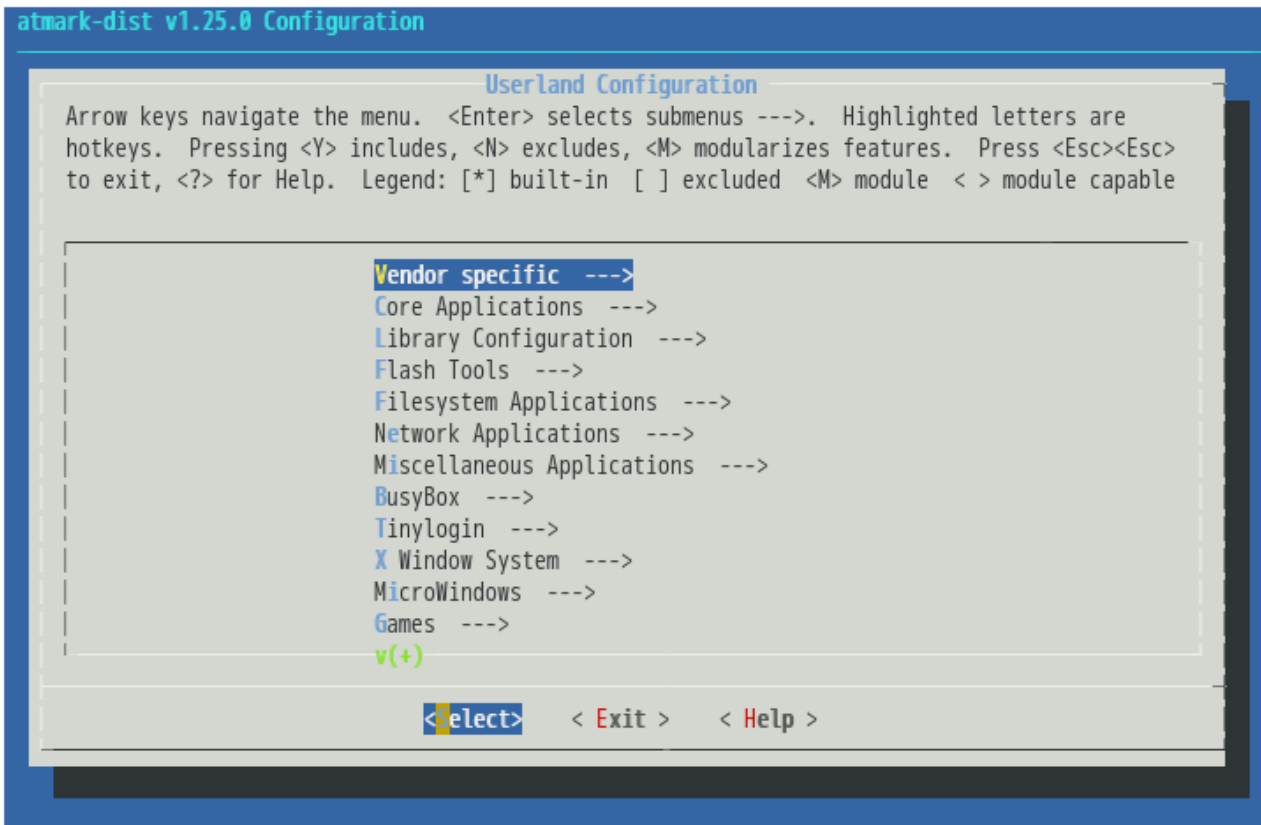 atmark-dist v1.25.0 Configuration
Userland Configuration
Arrow keys navigate the menu.  <Enter> selects submenus --->.  Highlighted letters are
hotkeys.  Pressing <Y> includes, <N> excludes, <M> modularizes features.  Press <Esc><Esc>
to exit, <?> for Help.  Legend: [*] built-in  [ ] excluded  <M> module  < > module capable
Vendor specific  --->
Core Applications  --->
Library Configuration  --->
Flash Tools  --->
Filesystem Applications  --->
Network Applications  --->
Miscellaneous Applications  --->
BusyBox  --->
Tinylogin  --->
X Window System  --->
MicroWindows  --->
Games  --->
v(+)
<Select>    < Exit >    < Help >